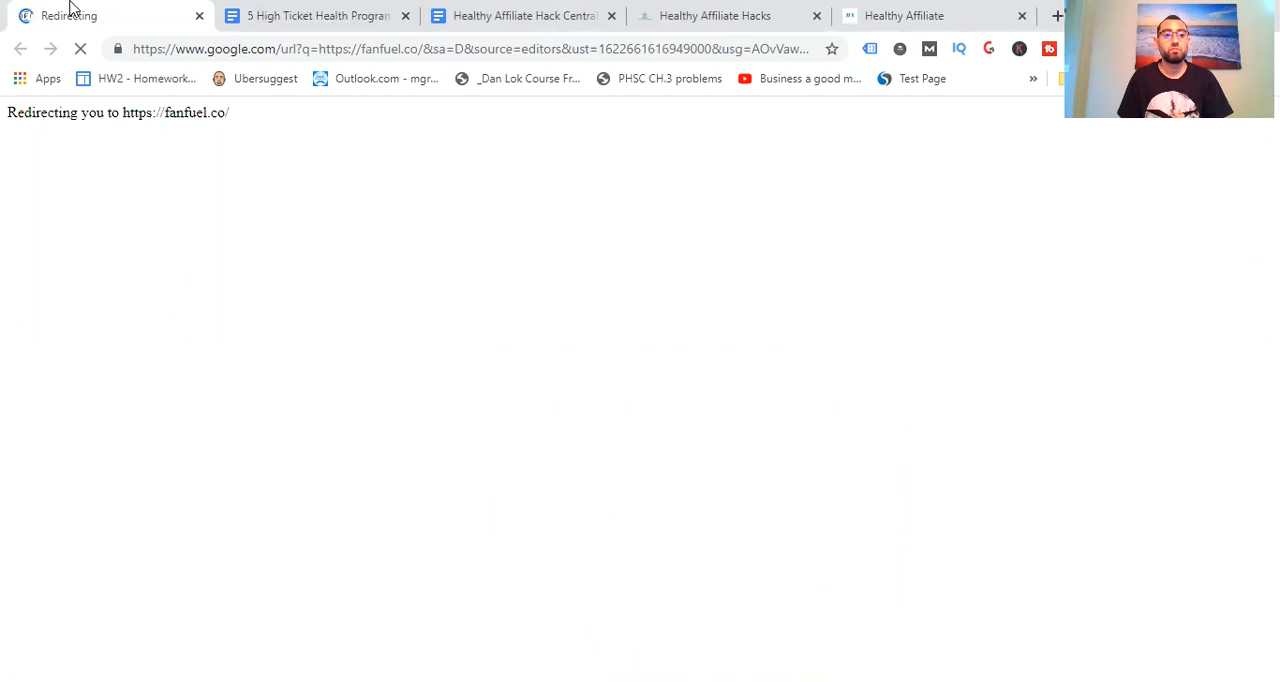 Redirecting
5 High Ticket Health Program
Healthy Affiliate Hack Central
Healthy Affiliate Hacks
Healthy Affiliate
https://www.google.com/url?q=https://fanfuel.co/&sa=D&source=editors&ust=1622661616949000&usg=AOvVaw...
Apps
HW2 - Homework...
Ubersuggest
Outlook.com - mgr...
_Dan Lok Course Fr...
PHSC CH.3 problems
Business a good m...
Test Page
»
Redirecting you to https://fanfuel.co/